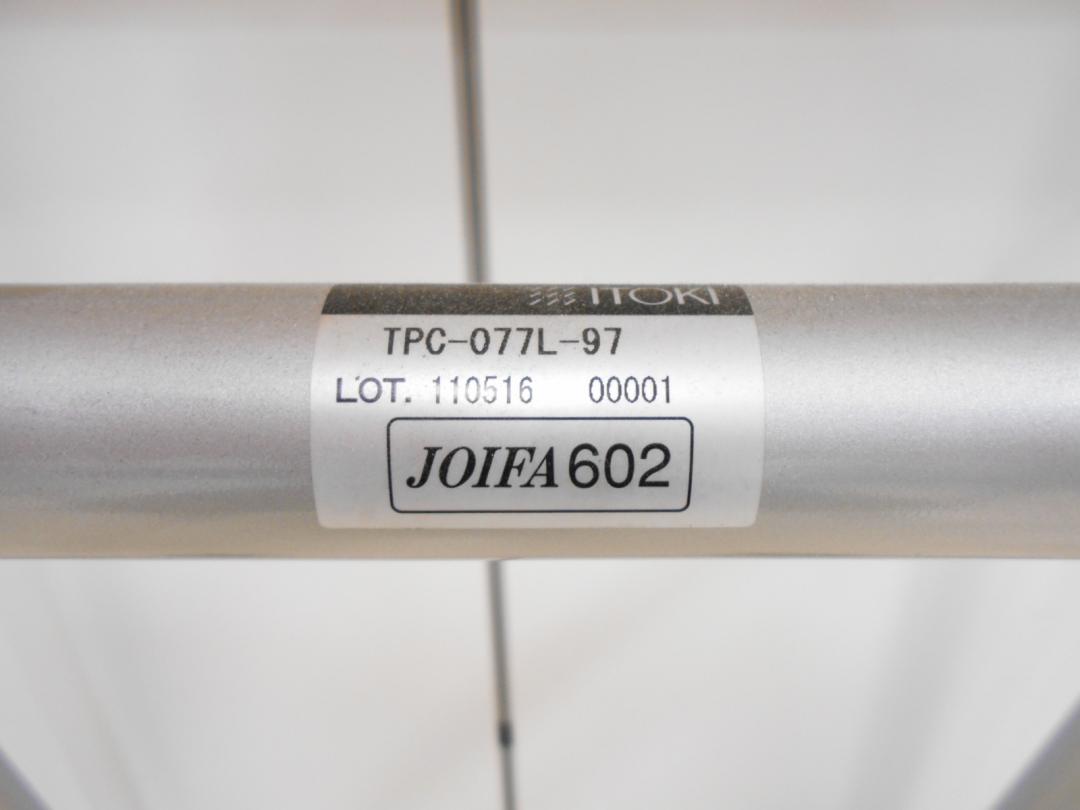 ITOKI
TPC-077L-97
LOT. 110516 00001
JOIFA 602